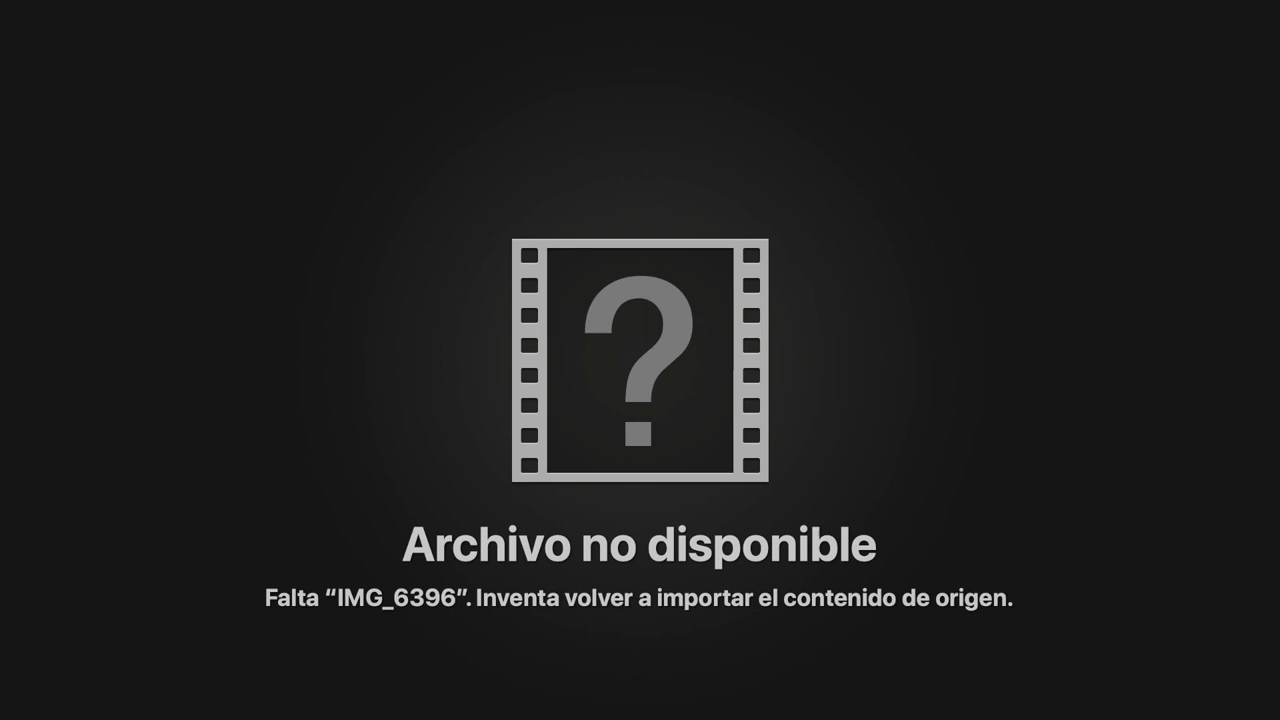 ?
Archivo no disponible
Falta “IMG_6396”. Inventa volver a importar el contenido de origen.